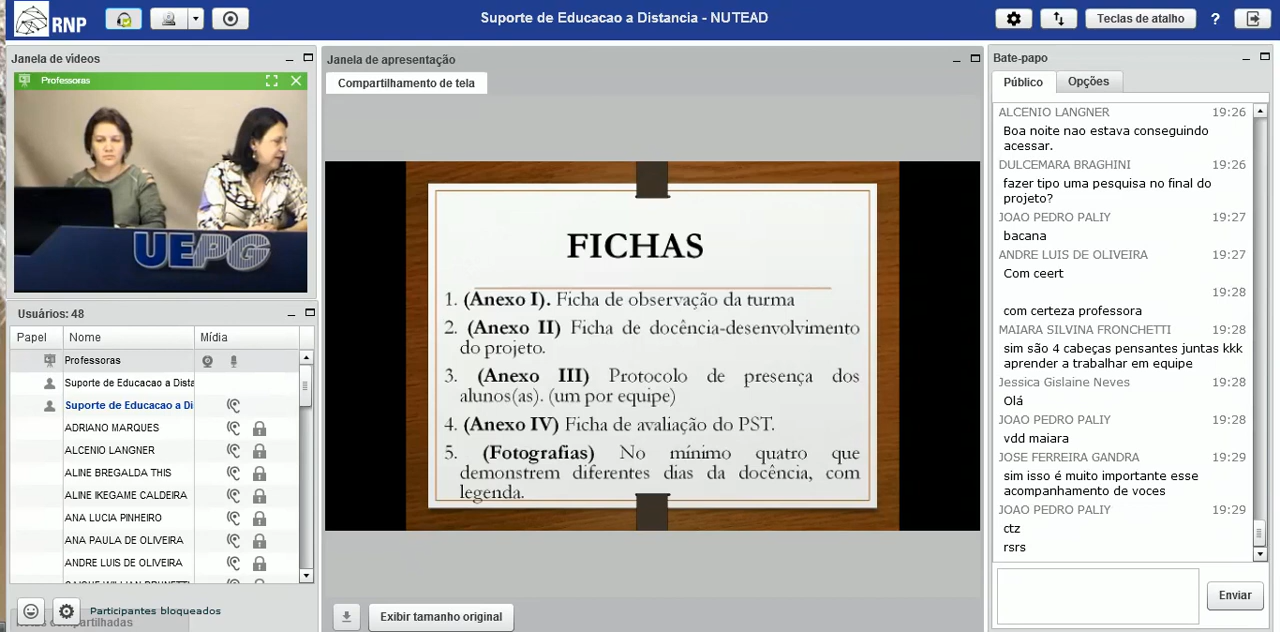 RNP
Suporte de Educacao a Distancia - NUTEAD
Teclas de atalho
?
Janela de vídeos
Professoras
UEPG
Usuários: 48
Papel Nome Mídia
Professoras
Suporte de Educacao a Dista
Suporte de Educacao a Di
ADRIANO MARQUES
ALCENIO LANGNER
ALINE BREGALDA THIS
ALINE IKEGAME CALDEIRA
ANA LUCIA PINHEIRO
ANA PAULA DE OLIVEIRA
ANDRE LUIS DE OLIVEIRA
Participantes bloqueados
Notas compartilhadas
Janela de apresentação
Compartilhamento de tela
FICHAS
1. (Anexo I). Ficha de observação da turma
2. (Anexo II) Ficha de docência-desenvolvimento
do projeto.
3. (Anexo III) Protocolo de presença dos
alunos(as). (um por equipe)
4. (Anexo IV) Ficha de avaliação do PST.
5. (Fotografias) No mínimo quatro que
demonstrem diferentes dias da docência, com
legenda.
Exibir tamanho original
Bate-papo
Público Opções
ALCENIO LANGNER 19:26
Boa noite nao estava conseguindo
acessar.
DULCEMARA BRAGHINI 19:26
fazer tipo uma pesquisa no final do
projeto?
JOAO PEDRO PALIY 19:27
bacana
ANDRE LUIS DE OLIVEIRA 19:27
Com ceert
19:28
com certeza professora
MAIARA SILVINA FRONCHETTI 19:28
sim são 4 cabeças pensantes juntas kkk
aprender a trabalhar em equipe
Jessica Gislaine Neves 19:28
Olá
JOAO PEDRO PALIY 19:28
vdd maiara
JOSE FERREIRA GANDRA 19:29
sim isso é muito importante esse
acompanhamento de voces
JOAO PEDRO PALIY 19:29
ctz
rsrs
Enviar